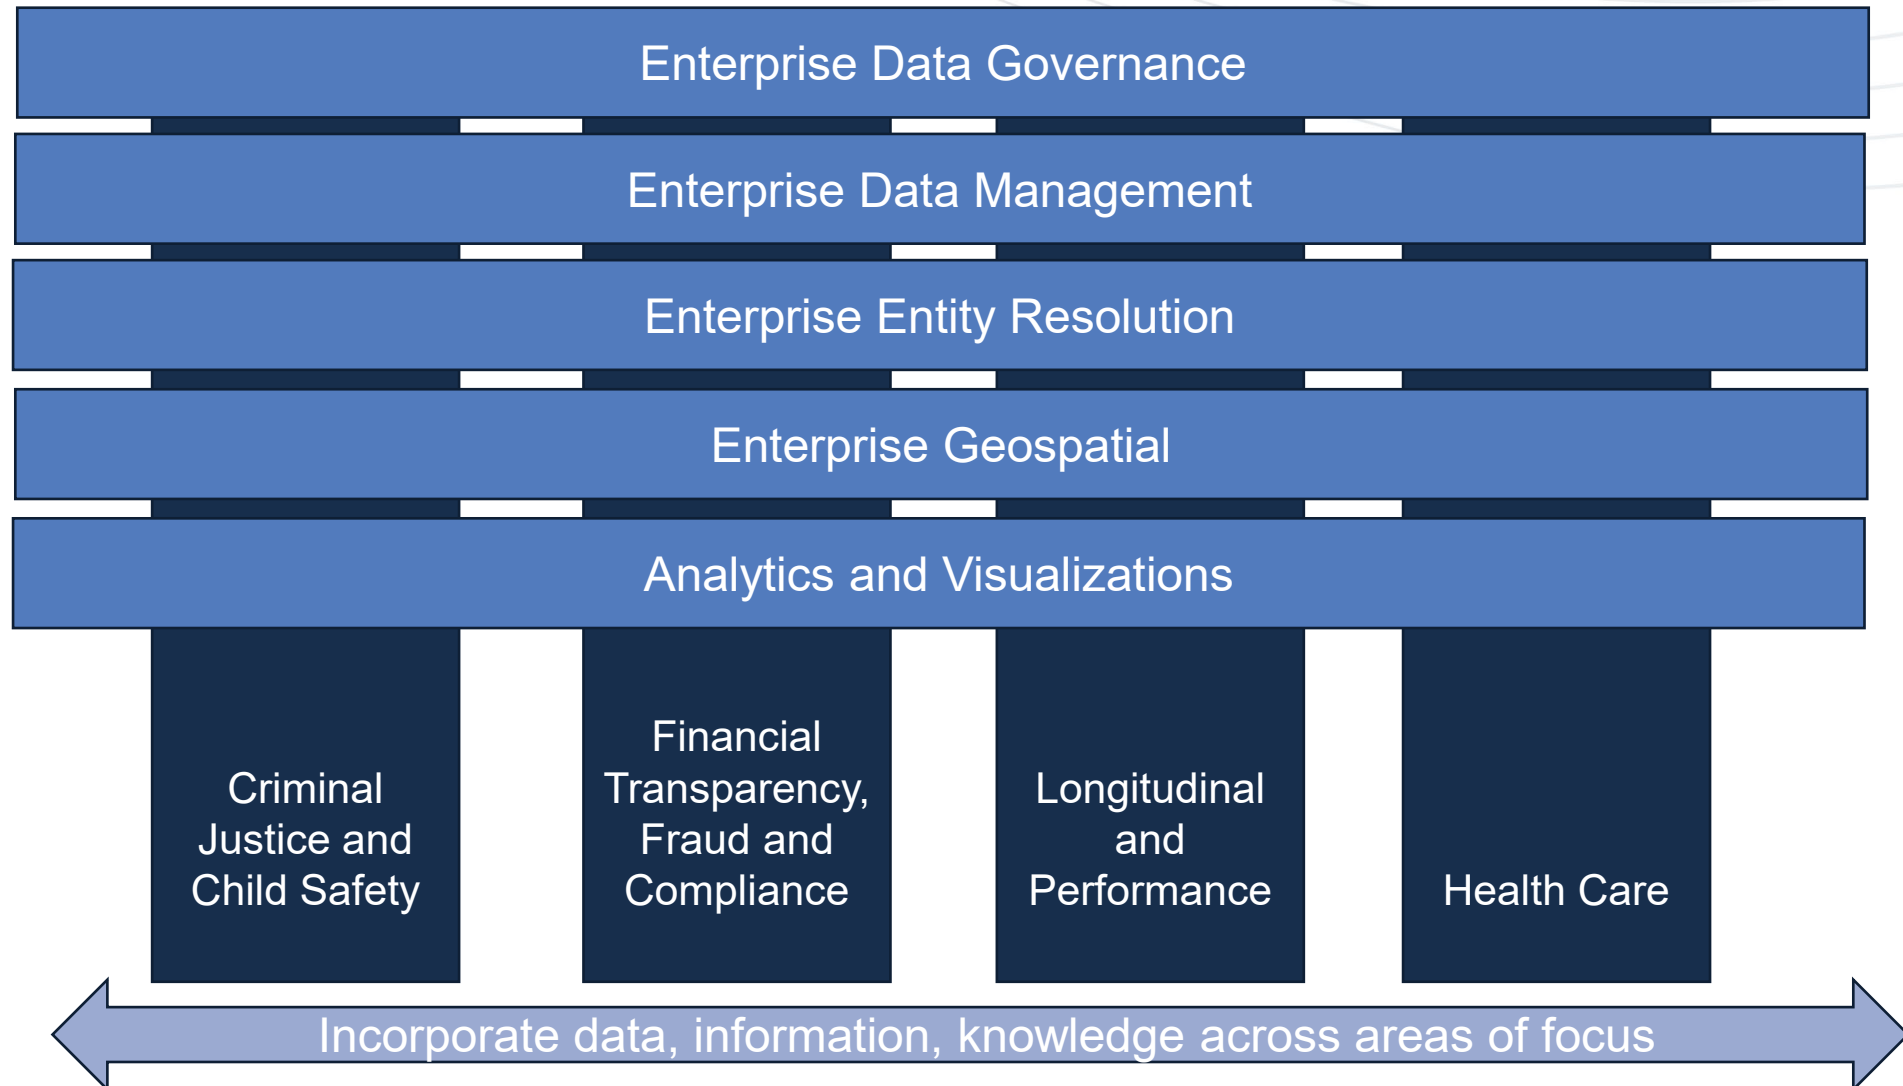 Enterprise Data Governance
Enterprise Data Management
Enterprise Entity Resolution
Enterprise Geospatial
Analytics and Visualizations
Criminal
Justice and
Child Safety
Financial
Transparency,
Fraud and
Compliance
Longitudinal
and
Performance
Health Care
Incorporate data, information, knowledge across areas of focus